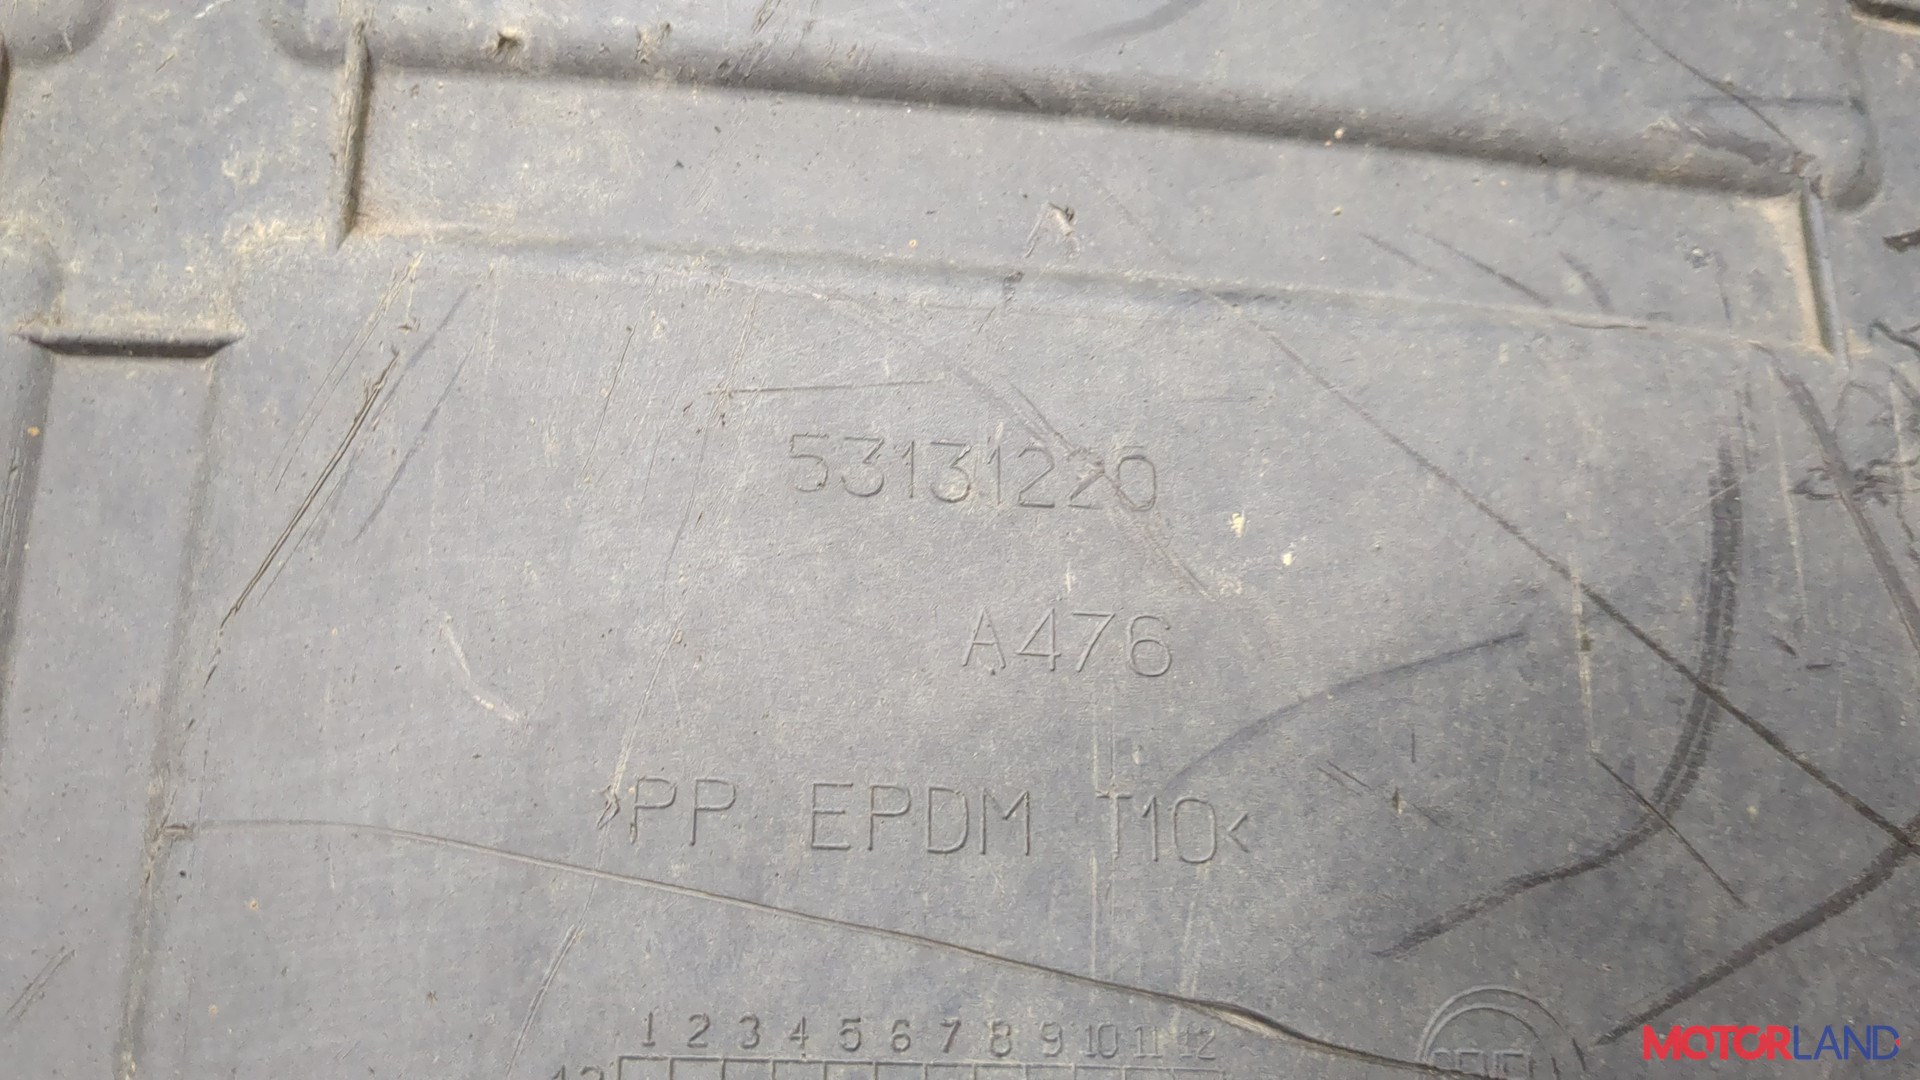 53131220
A476
>PP EPDM T10<
1 2 3 4 5 6 7 8 9 10 11 12
MOTORLAND